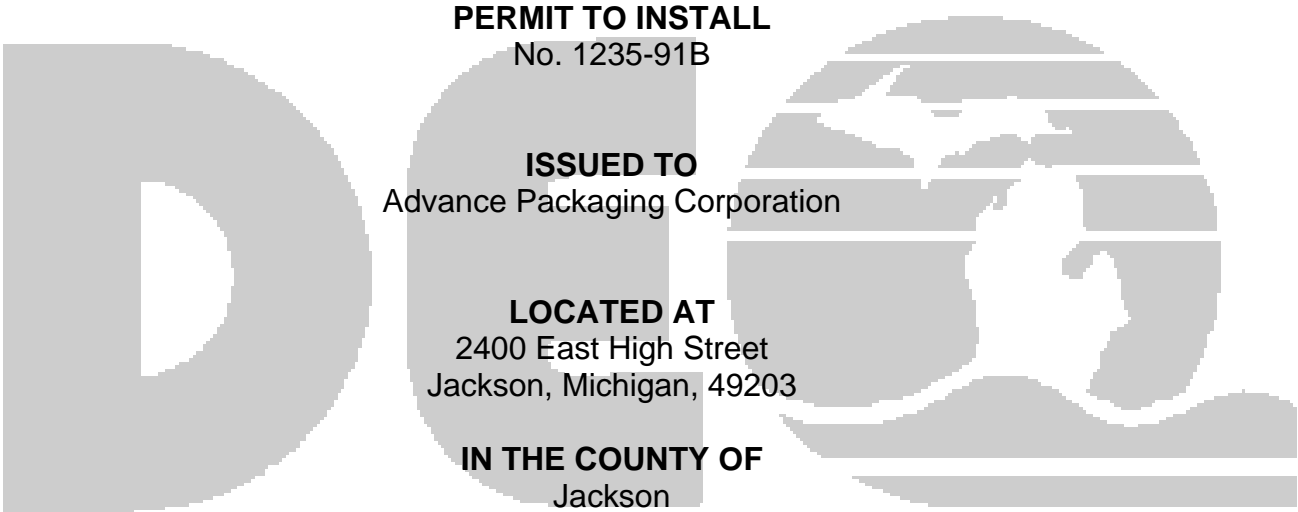 PERMIT TO INSTALL
No. 1235-91B
ISSUED TO
Advance Packaging Corporation
LOCATED AT
2400 East High Street
Jackson, Michigan, 49203
IN THE COUNTY OF
Jackson
DEQ